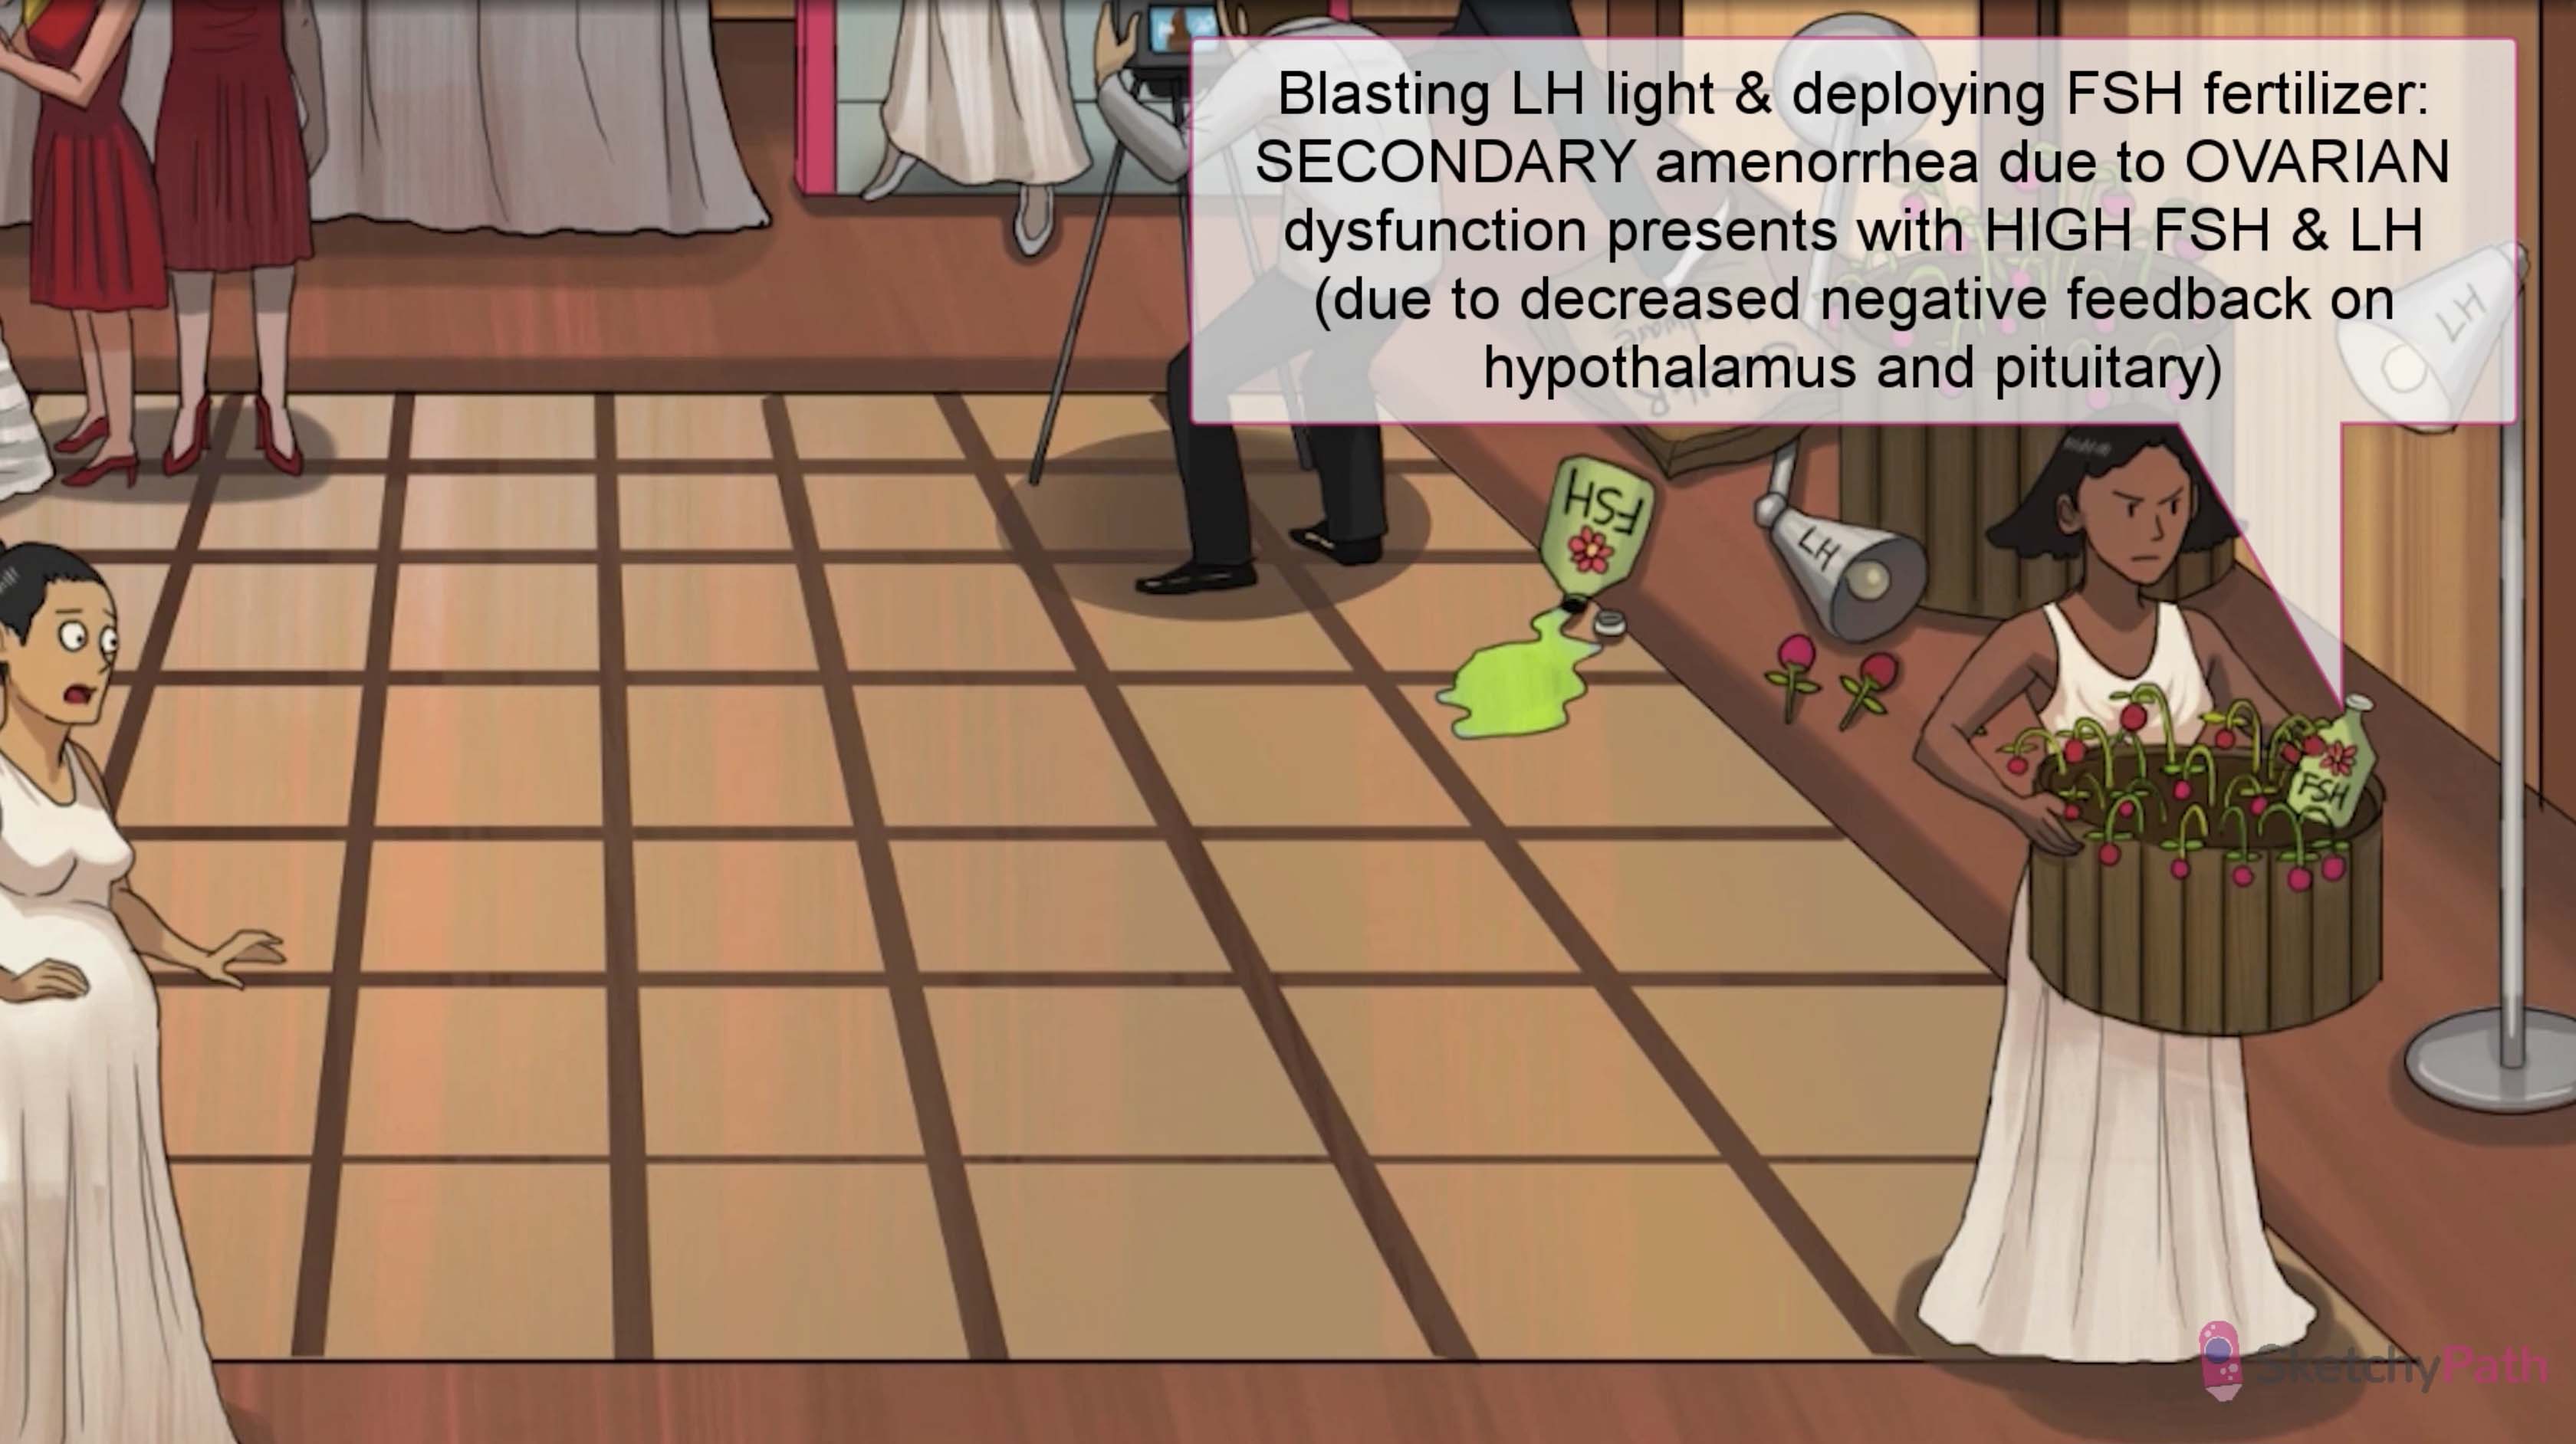 Blasting LH light & deploying FSH fertilizer:
SECONDARY amenorrhea due to OVARIAN
dysfunction presents with HIGH FSH & LH
(due to decreased negative feedback on
hypothalamus and pituitary)
LH
FSH
LH
FSH
SketchyPath